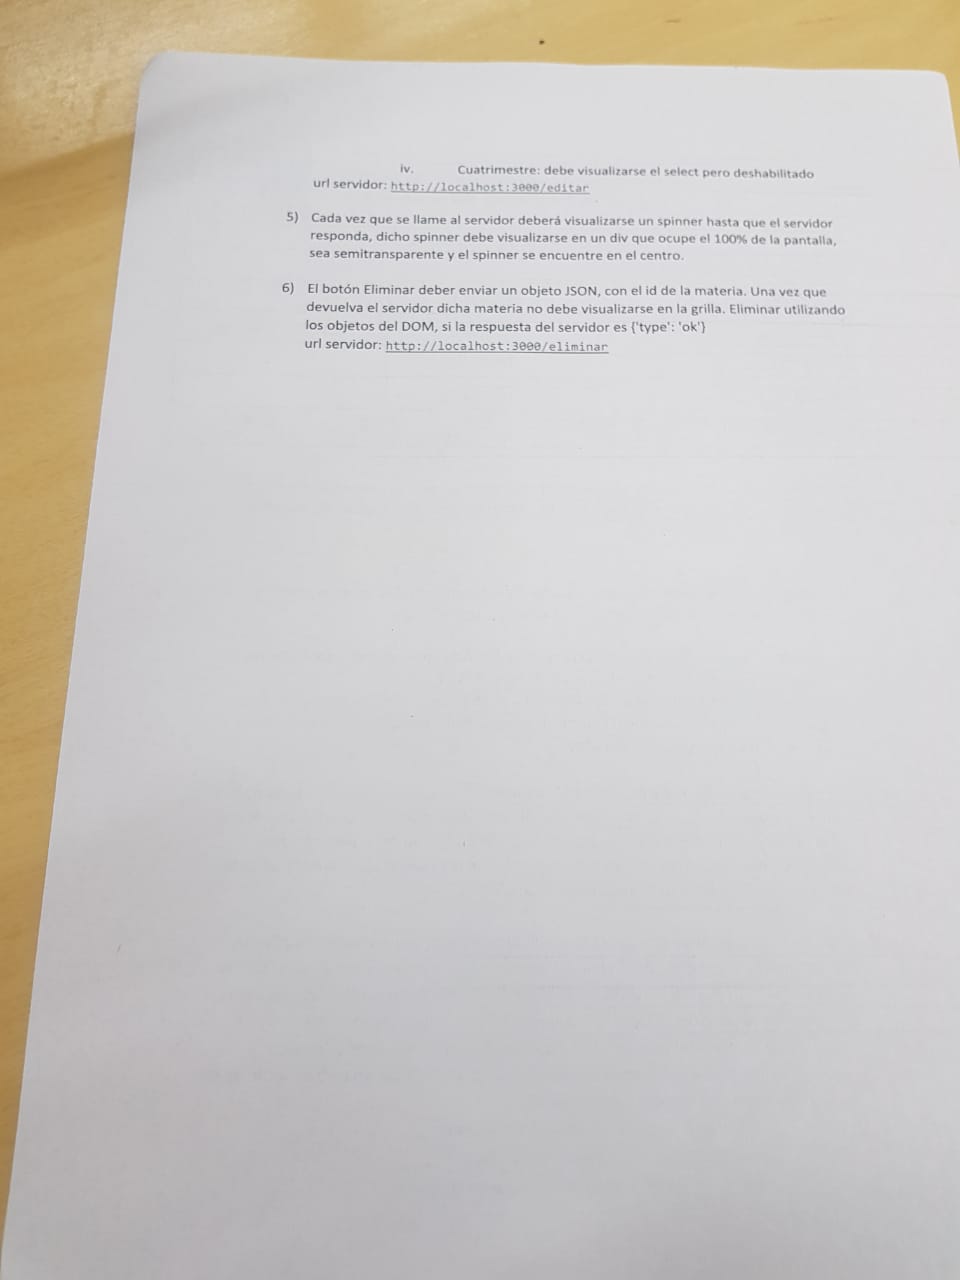 iv. Cuatrimestre: debe visualizarse el select pero deshabilitado
url servidor: http://localhost:3000/editar
5) Cada vez que se llame al servidor deberá visualizarse un spinner hasta que el servidor
responda, dicho spinner debe visualizarse en un div que ocupe el 100% de la pantalla,
sea semitransparente y el spinner se encuentre en el centro.
6) El botón Eliminar deber enviar un objeto JSON, con el id de la materia. Una vez que
devuelva el servidor dicha materia no debe visualizarse en la grilla. Eliminar utilizando
los objetos del DOM, si la respuesta del servidor es {'type': 'ok'}
url servidor: http://localhost:3000/eliminar